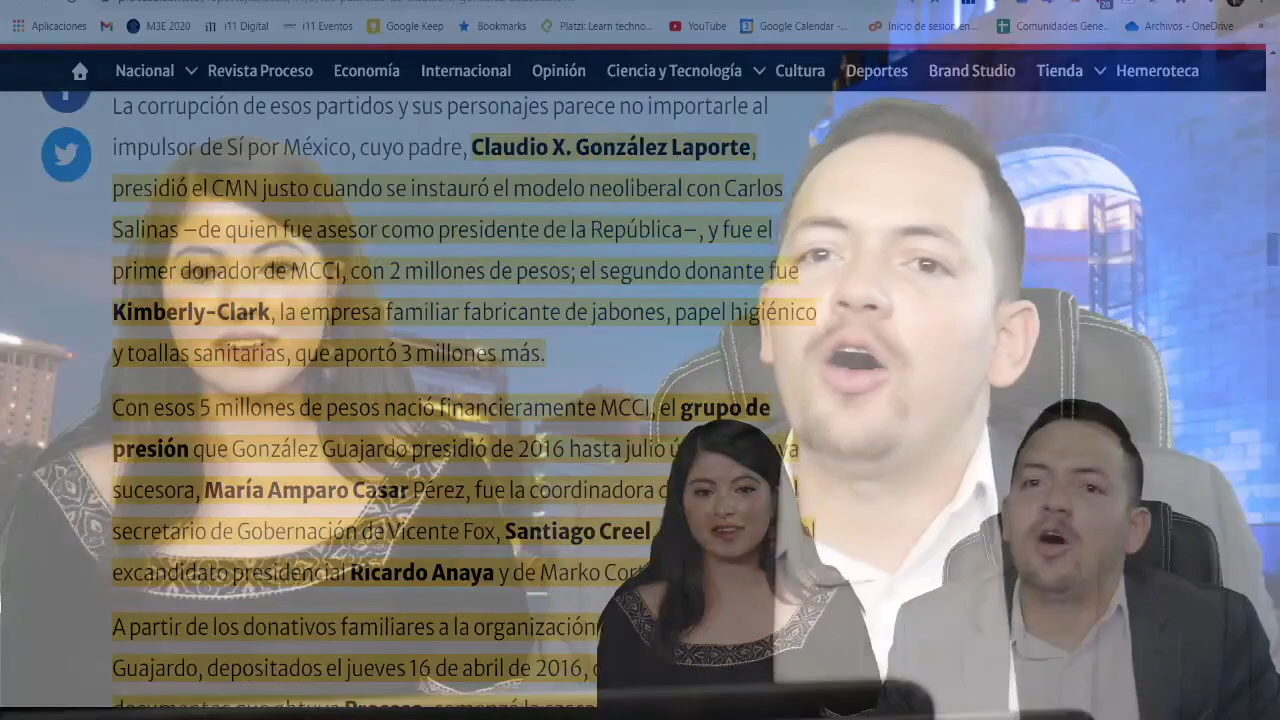 Aplicaciones M3E 2020 i11 Digital i11 Eventos Google Keep Bookmarks Platzi: Learn techno... YouTube 3 Google Calendar -... Inicio de sesión en... Comunidades Gene... Archivos - OneDrive »
20
Nacional Revista Proceso Economía Internacional Opinión Ciencia y Tecnología Cultura Deportes Brand Studio Tienda Hemeroteca
La corrupción de esos partidos y sus personajes parece no importarle al
impulsor de Sí por México, cuyo padre, Claudio X. González Laporte,
presidió el CMN justo cuando se instauró el modelo neoliberal con Carlos
Salinas –de quien fue asesor como presidente de la República–, y fue el
primer donador de MCCI, con 2 millones de pesos; el segundo donante fue
Kimberly-Clark, la empresa familiar fabricante de jabones, papel higiénico
y toallas sanitarias, que aportó 3 millones más.
Con esos 5 millones de pesos nació financieramente MCCI, el grupo de
presión que González Guajardo presidió de 2016 hasta julio
sucesora, María Amparo Casar Pérez, fue la coordinadora
secretario de Gobernación de Vicente Fox, Santiago Creel
excandidato presidencial Ricardo Anaya y de Marko
A partir de los donativos familiares a la organización
Guajardo, depositados el jueves 16 de abril de 2016,
documentos que obtuvo Proceso, comenzó la